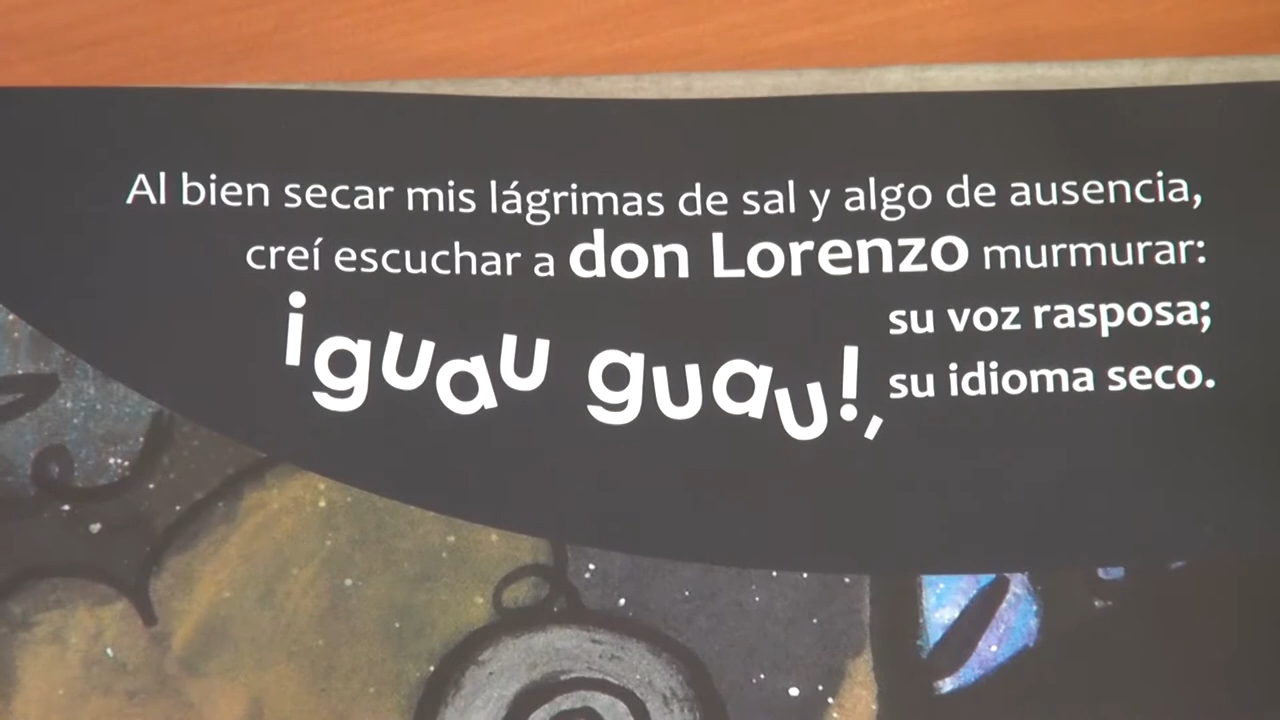 Al bien secar mis lágrimas de sal y algo de ausencia,
creí escuchar a don Lorenzo murmurar:
su voz rasposa;
¡guau guau!, su idioma seco.